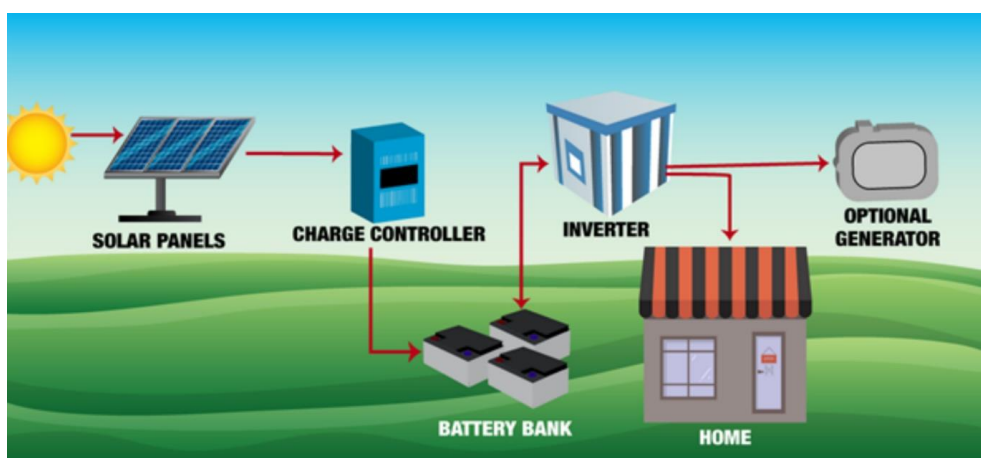 SOLAR PANELS
CHARGE CONTROLLER
INVERTER
OPTIONAL
GENERATOR
BATTERY BANK
HOME